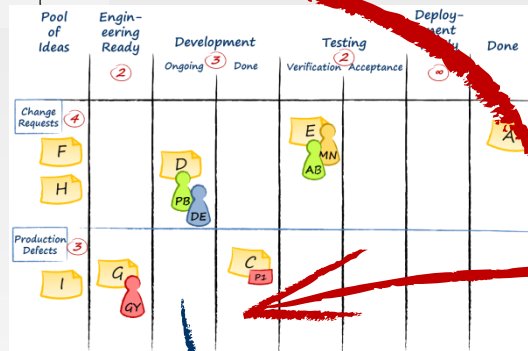 Pool
of
Ideas
Engin-
eering
Ready
2
Development
3
Ongoing
Done
Testing
2
Verification
Acceptance
Deploy-
ment
∞
Done
Change
Requests
4
F
H
D
PB
DE
E
MN
AB
A
Production
Defects
3
I
G
GY
C
P1